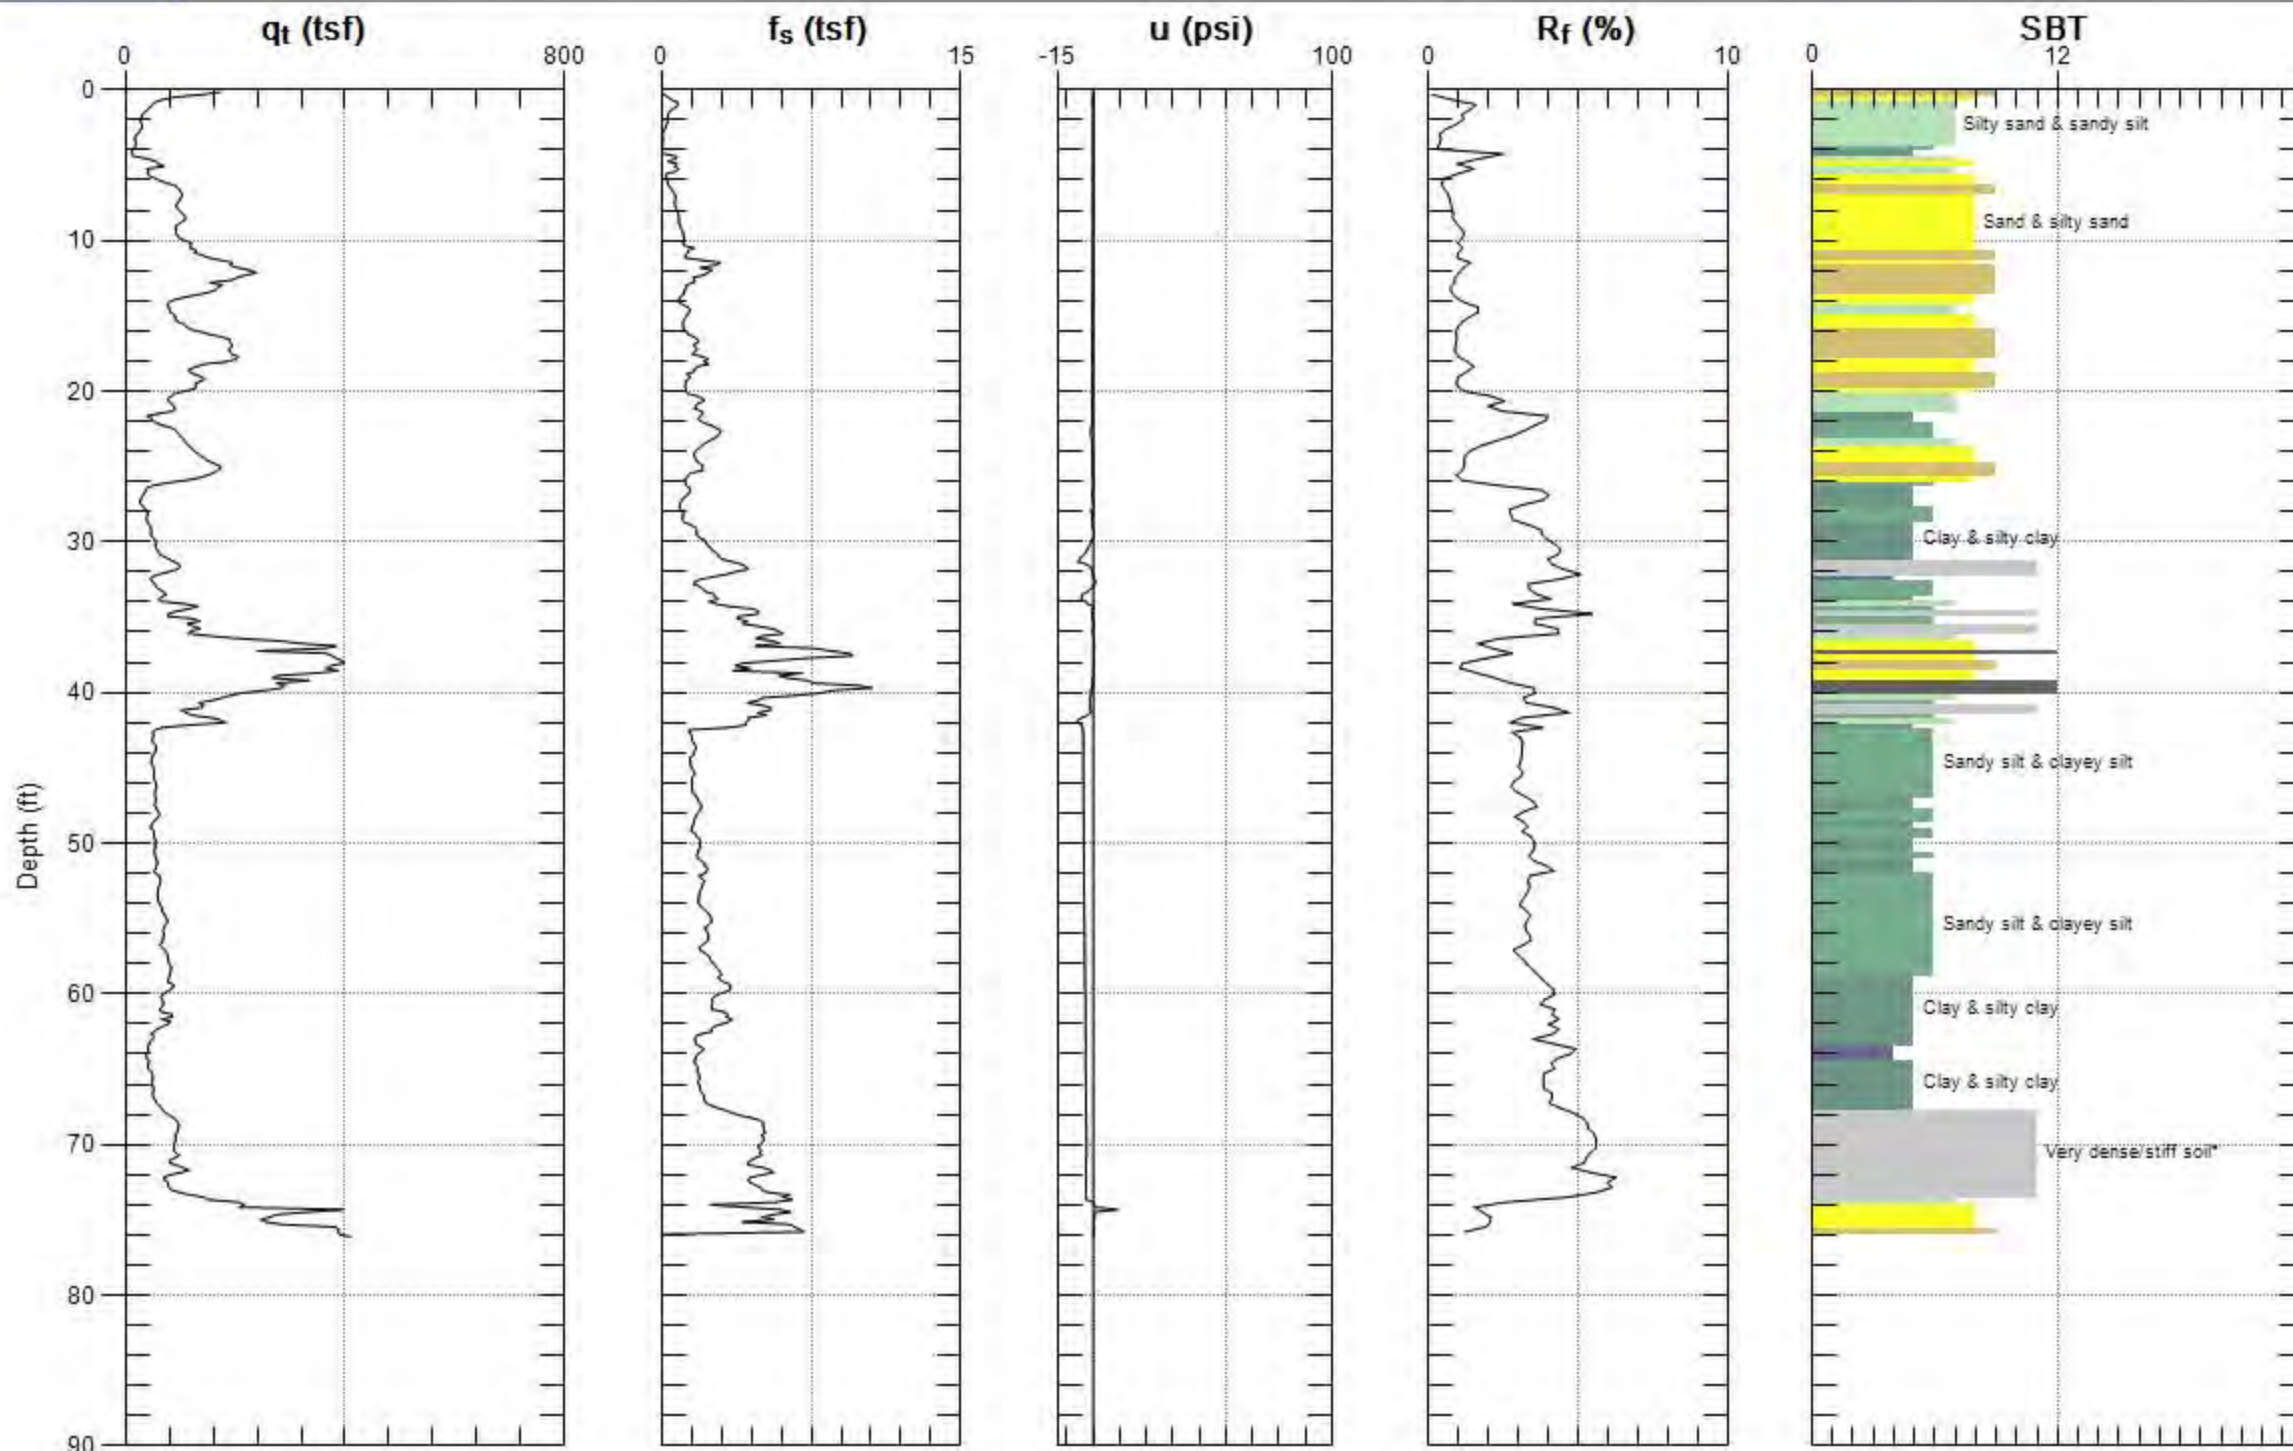 qt (tsf) fs (tsf) u (psi) Rf (%) SBT
0 800 0 15 -15 100 0 10 0 12
0
Silty sand & sandy silt
Sand & silty sand
10
20
30
Clay & silty clay
40
Sandy silt & clayey silt
Depth (ft)
50
Sandy silt & clayey silt
60
Clay & silty clay
Clay & silty clay
70
Very dense/stiff soil*
80
90